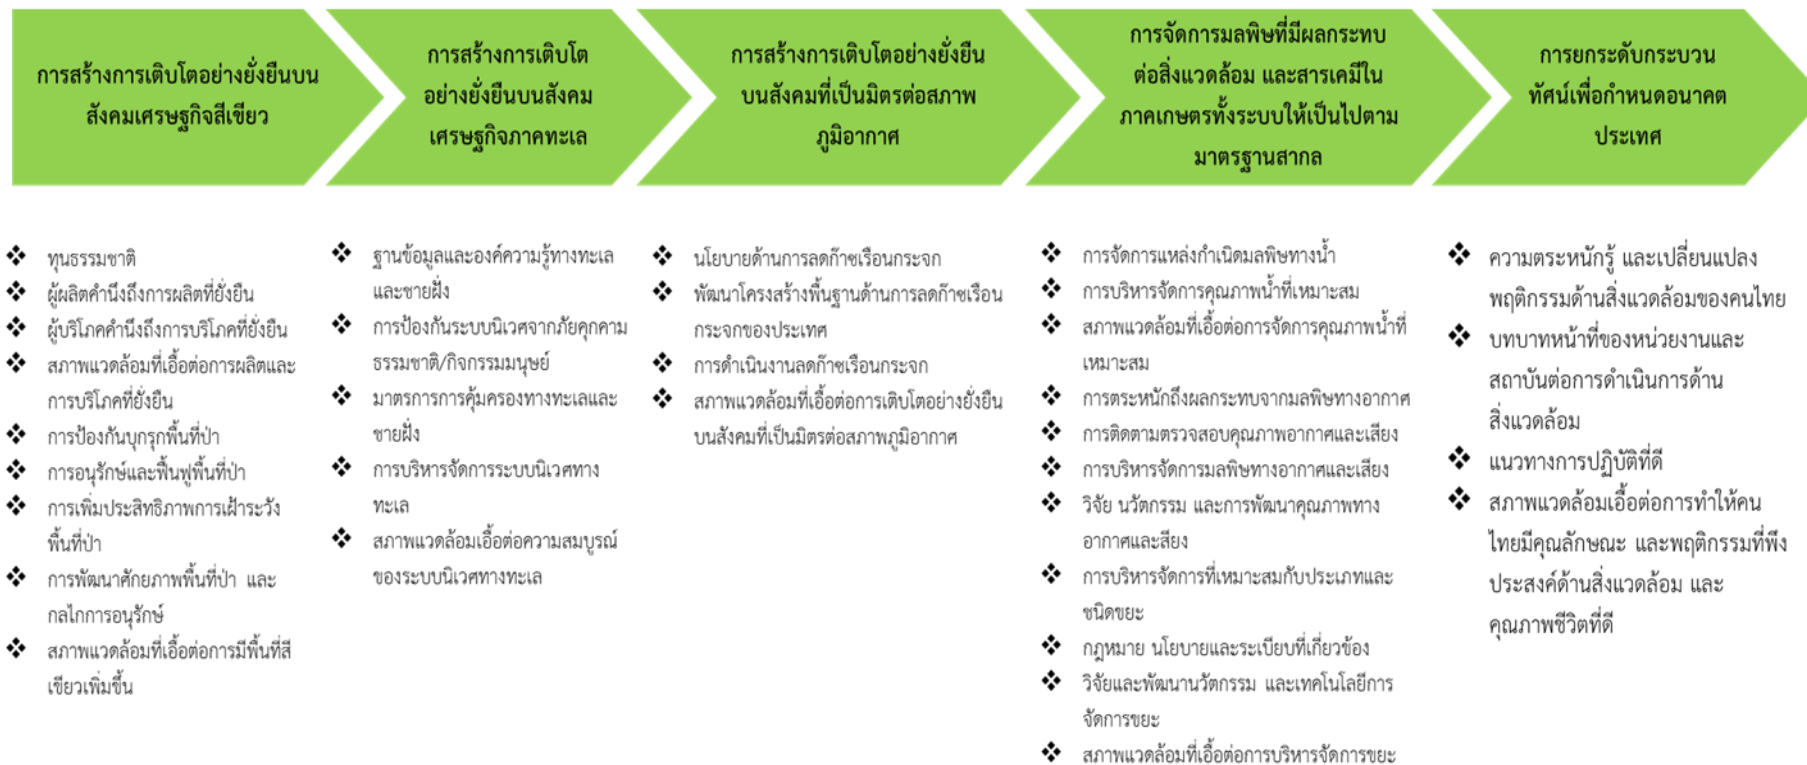 การสร้างการเติบโตอย่างยั่งยืนบน
สังคมเศรษฐกิจสีเขียว
การสร้างการเติบโต
อย่างยั่งยืนบนสังคม
เศรษฐกิจภาคทะเล
การสร้างการเติบโตอย่างยั่งยืน
บนสังคมที่เป็นมิตรต่อสภาพ
ภูมิอากาศ
การจัดการมลพิษที่มีผลกระทบ
ต่อสิ่งแวดล้อม และสารเคมีใน
ภาคเกษตรทั้งระบบให้เป็นไปตาม
มาตรฐานสากล
การยกระดับกระบวน
ทัศน์เพื่อกำหนดอนาคต
ประเทศ
❖ ทุนธรรมชาติ
❖ ผู้ผลิตคำนึงถึงการผลิตที่ยั่งยืน
❖ ผู้บริโภคคำนึงถึงการบริโภคที่ยั่งยืน
❖ สภาพแวดล้อมที่เอื้อต่อการผลิตและ
การบริโภคที่ยั่งยืน
❖ การป้องกันบุกรุกพื้นที่ป่า
❖ การอนุรักษ์และฟื้นฟูพื้นที่ป่า
❖ การเพิ่มประสิทธิภาพการเฝ้าระวัง
พื้นที่ป่า
❖ การพัฒนาศักยภาพพื้นที่ป่า และ
กลไกการอนุรักษ์
❖ สภาพแวดล้อมที่เอื้อต่อการมีพื้นที่สี
เขียวเพิ่มขึ้น
❖ ฐานข้อมูลและองค์ความรู้ทางทะเล
และชายฝั่ง
❖ การป้องกันระบบนิเวศจากภัยคุกคาม
ธรรมชาติ/กิจกรรมมนุษย์
❖ มาตรการการคุ้มครองทางทะเลและ
ชายฝั่ง
❖ การบริหารจัดการระบบนิเวศทาง
ทะเล
❖ สภาพแวดล้อมเอื้อต่อความสมบูรณ์
ของระบบนิเวศทางทะเล
❖ นโยบายด้านการลดก๊าซเรือนกระจก
❖ พัฒนาโครงสร้างพื้นฐานด้านการลดก๊าซเรือน
กระจกของประเทศ
❖ การดำเนินงานลดก๊าซเรือนกระจก
❖ สภาพแวดล้อมที่เอื้อต่อการเติบโตอย่างยั่งยืน
บนสังคมที่เป็นมิตรต่อสภาพภูมิอากาศ
❖ การจัดการแหล่งกำเนิดมลพิษทางน้ำ
❖ การบริหารจัดการคุณภาพน้ำที่เหมาะสม
❖ สภาพแวดล้อมที่เอื้อต่อการจัดการคุณภาพน้ำที่
เหมาะสม
❖ การตระหนักถึงผลกระทบจากมลพิษทางอากาศ
❖ การติดตามตรวจสอบคุณภาพอากาศและเสียง
❖ การบริหารจัดการมลพิษทางอากาศและเสียง
❖ วิจัย นวัตกรรม และการพัฒนาคุณภาพทาง
อากาศและสียง
❖ การบริหารจัดการที่เหมาะสมกับประเภทและ
ชนิดขยะ
❖ กฎหมาย นโยบายและระเบียบที่เกี่ยวข้อง
❖ วิจัยและพัฒนานวัตกรรม และเทคโนโลยีการ
จัดการขยะ
❖ สภาพแวดล้อมที่เอื้อต่อการบริหารจัดการขยะ
❖ ความตระหนักรู้ และเปลี่ยนแปลง
พฤติกรรมด้านสิ่งแวดล้อมของคนไทย
❖ บทบาทหน้าที่ของหน่วยงานและ
สถาบันต่อการดำเนินการด้าน
สิ่งแวดล้อม
❖ แนวทางการปฏิบัติที่ดี
❖ สภาพแวดล้อมเอื้อต่อการทำให้คน
ไทยมีคุณลักษณะ และพฤติกรรมที่พึง
ประสงค์ด้านสิ่งแวดล้อม และ
คุณภาพชีวิตที่ดี